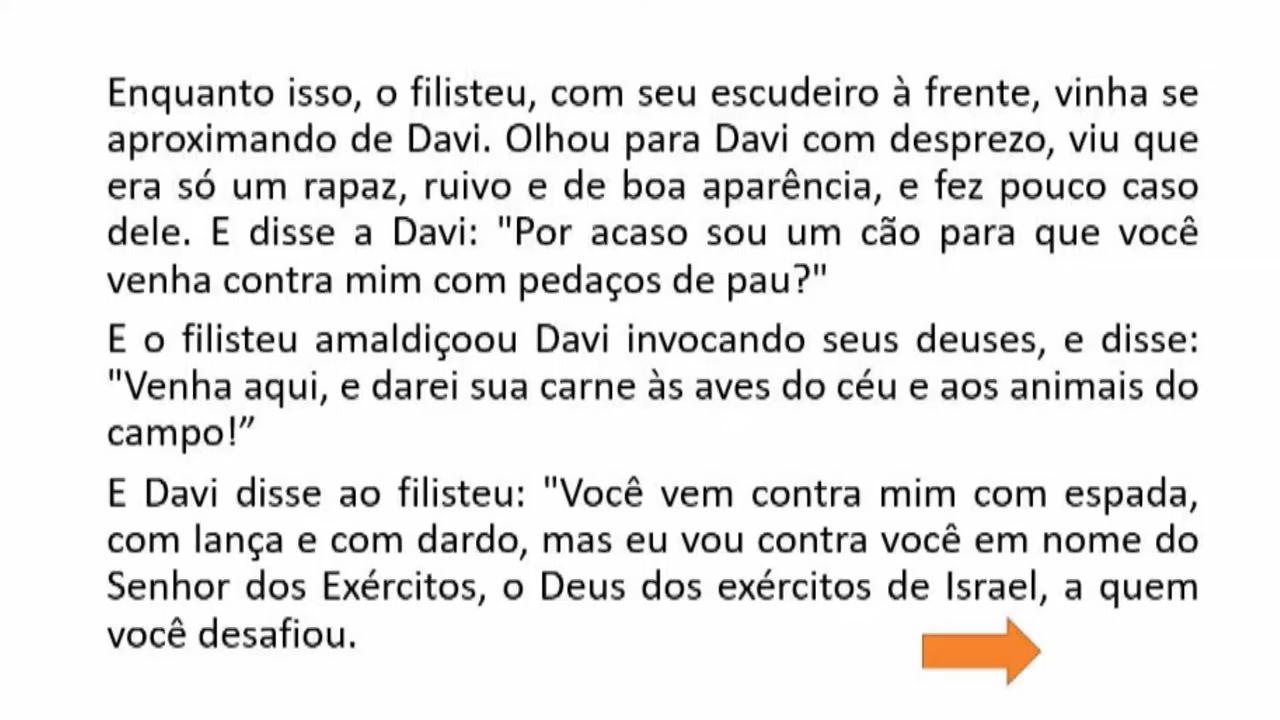 Enquanto isso, o filisteu, com seu escudeiro à frente, vinha se
aproximando de Davi. Olhou para Davi com desprezo, viu que
era só um rapaz, ruivo e de boa aparência, e fez pouco caso
dele. E disse a Davi: "Por acaso sou um cão para que você
venha contra mim com pedaços de pau?"
E o filisteu amaldiçoou Davi invocando seus deuses, e disse:
"Venha aqui, e darei sua carne às aves do céu e aos animais do
campo!”
E Davi disse ao filisteu: "Você vem contra mim com espada,
com lança e com dardo, mas eu vou contra você em nome do
Senhor dos Exércitos, o Deus dos exércitos de Israel, a quem
você desafiou.